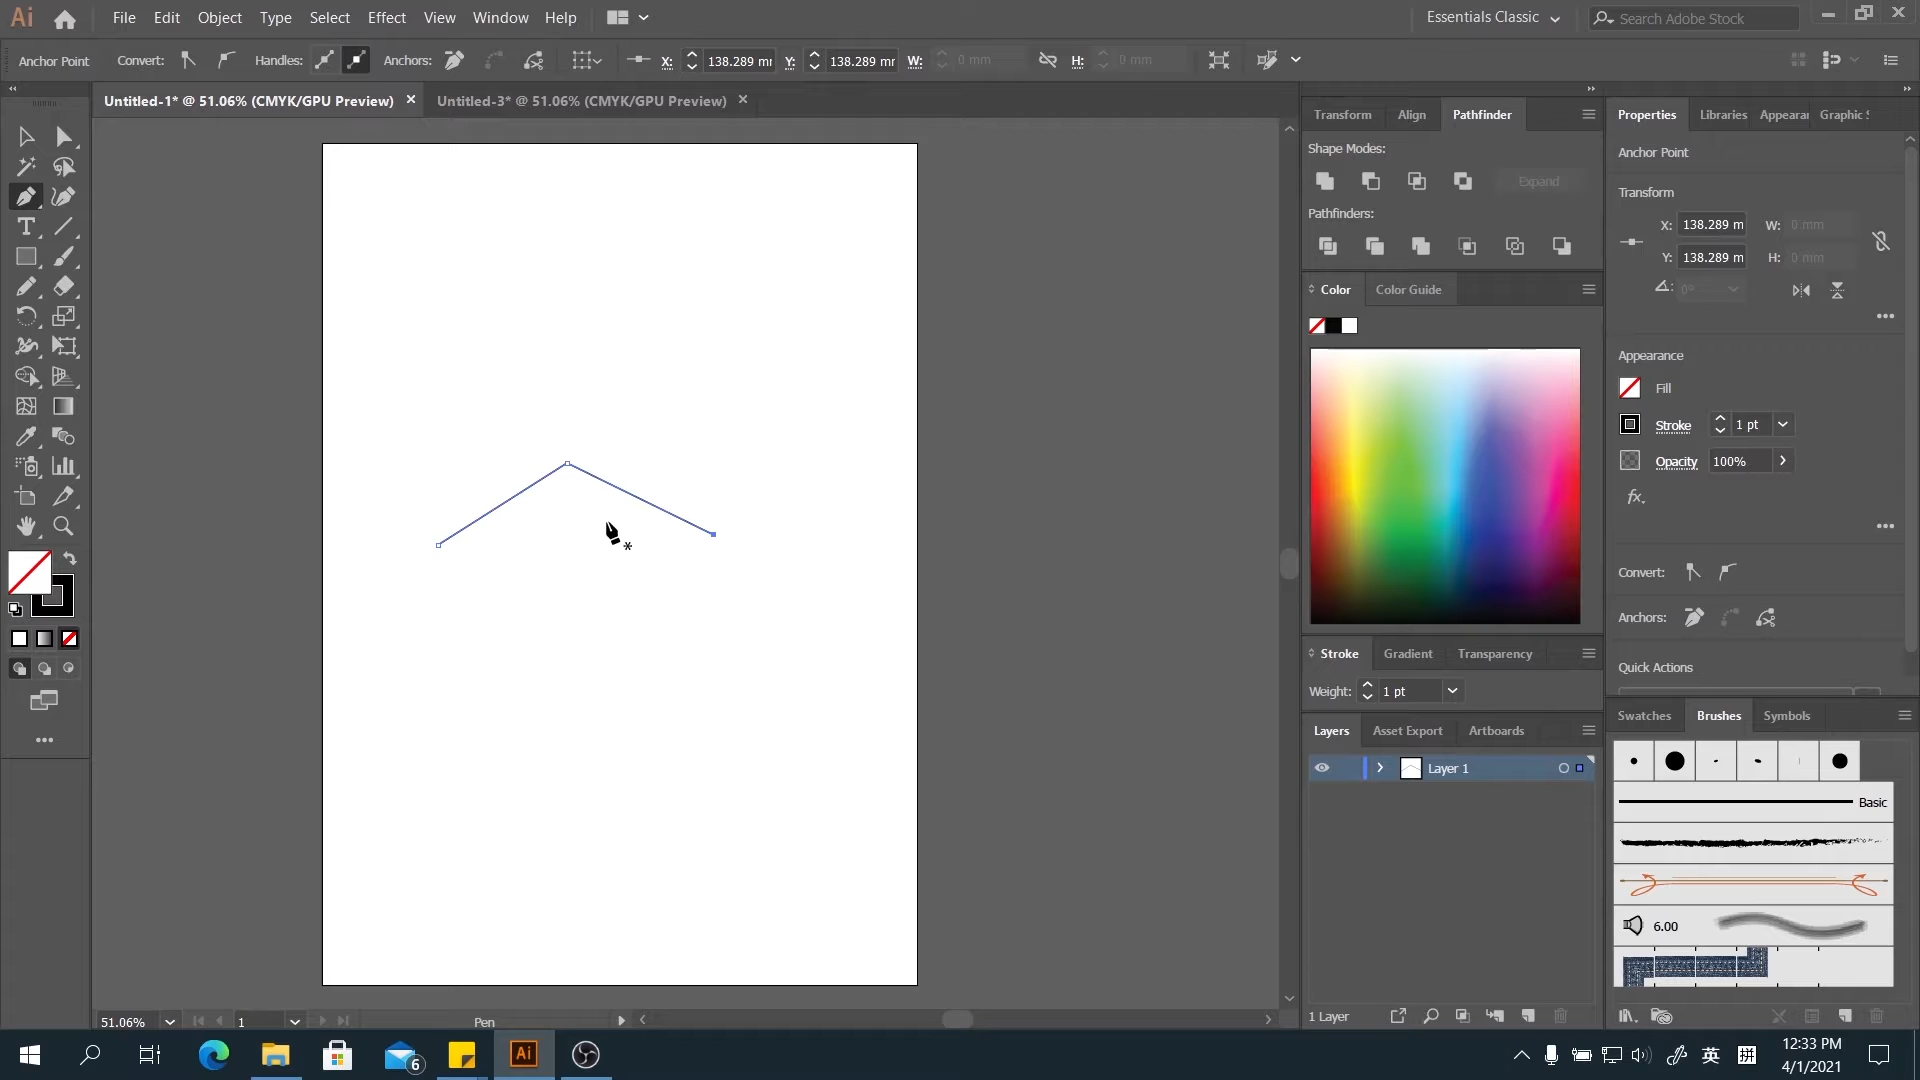 Ai File Edit Object Type Select Effect View Window Help Essentials Classic Search Adobe Stock
Anchor Point Convert: Handles: Anchors: X: 138.289 mr Y: 138.289 mr W: 0 mm H: 0 mm
Untitled-1* @ 51.06% (CMYK/GPU Preview) Untitled-3* @ 51.06% (CMYK/GPU Preview)
Transform Align Pathfinder
Shape Modes:
Expand
Pathfinders:
Color Color Guide
Stroke Gradient Transparency
Weight: 1 pt
Layers Asset Export Artboards
Layer 1
1 Layer
Properties Libraries Appearar Graphic S
Anchor Point
Transform
X: 138.289 m W: 0 mm
Y: 138.289 m H: 0 mm
0°
Appearance
Fill
Stroke 1 pt
Opacity 100%
fx.
Convert:
Anchors:
Quick Actions
Swatches Brushes Symbols
Basic
6.00
51.06% 1 Pen
6 Ai 英 拼 12:33 PM
4/1/2021